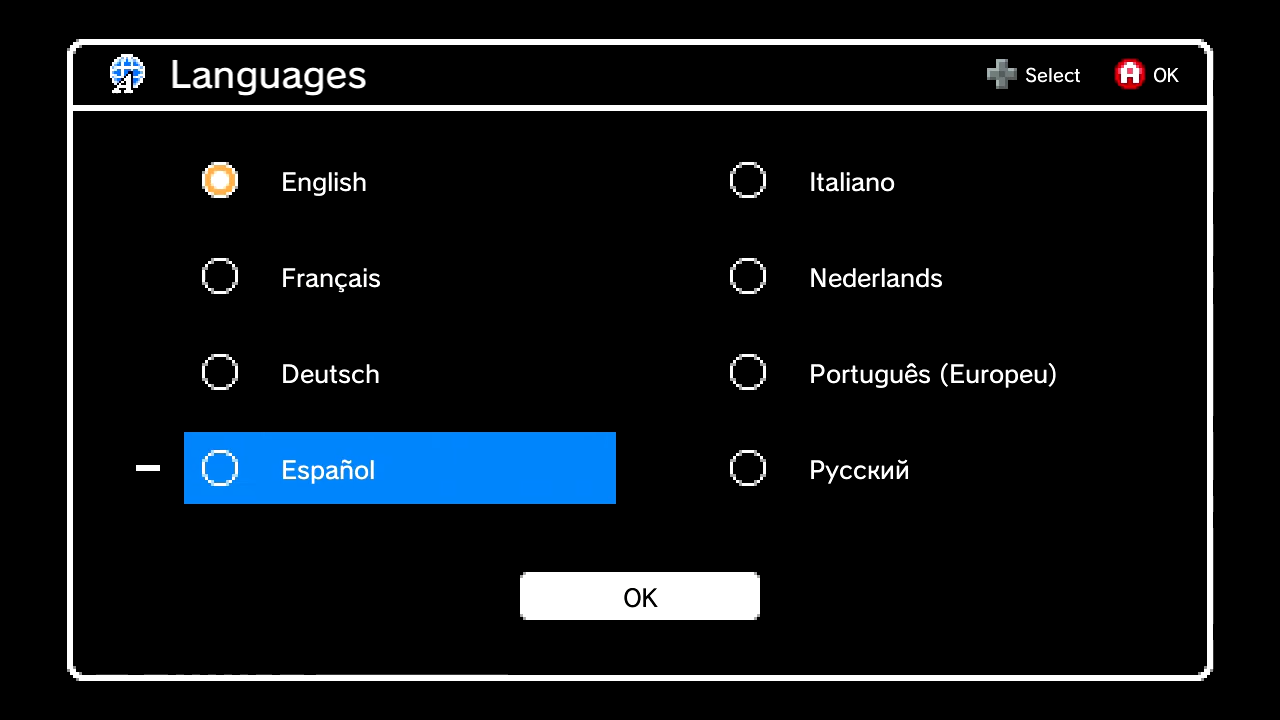 Languages
Select
A OK
English
Italiano
Français
Nederlands
Deutsch
Português (Europeu)
Español
Русский
OK